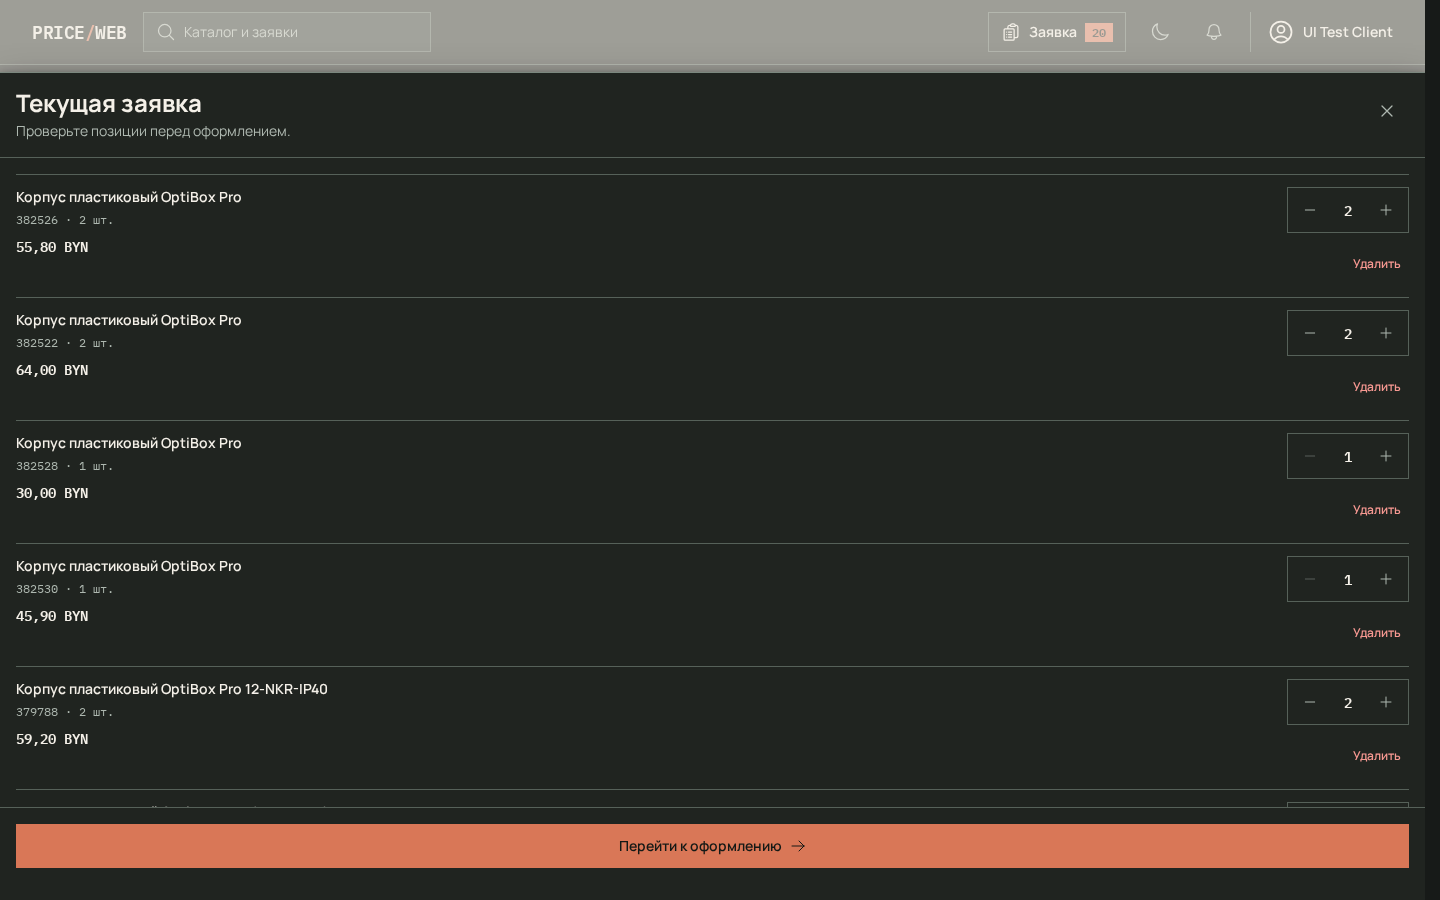 PRICE/WEB
Каталог и заявки
Заявка 20
UI Test Client
Текущая заявка
Проверьте позиции перед оформлением.
Корпус пластиковый OptiBox Pro
382526 · 2 шт.
55,80 BYN
2
Удалить
Корпус пластиковый OptiBox Pro
382522 · 2 шт.
64,00 BYN
2
Удалить
Корпус пластиковый OptiBox Pro
382528 · 1 шт.
30,00 BYN
1
Удалить
Корпус пластиковый OptiBox Pro
382530 · 1 шт.
45,90 BYN
1
Удалить
Корпус пластиковый OptiBox Pro 12-NKR-IP40
379788 · 2 шт.
59,20 BYN
2
Удалить
Перейти к оформлению